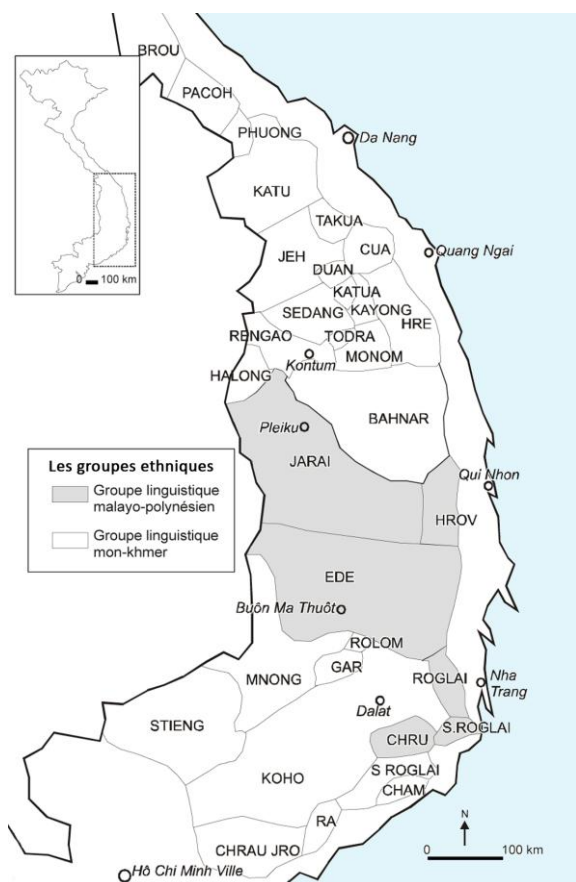 BROU
PACOH
PHUONG
Da Nang
KATU
TAKUA
CUA
Quang Ngai
JEH
DUAN
KATUA
SEDANG
KAYONG
HRE
RENGAO
TODRA
Kontum
MONOM
HALONG
BAHNAR
Pleiku
JARAI
Qui Nhon
HROV
EDE
Buôn Ma Thuôt
ROLOM
GAR
ROGLAI
Nha
Trang
MNONG
Dalat
STIENG
S.ROGLAI
CHRU
KOHO
S ROGLAI
CHAM
RA
CHRAU JRO
Hô Chi Minh Ville
0 100 km
Les groupes ethniques
Groupe linguistique
malayo-polynésien
Groupe linguistique
mon-khmer
N
0 100 km